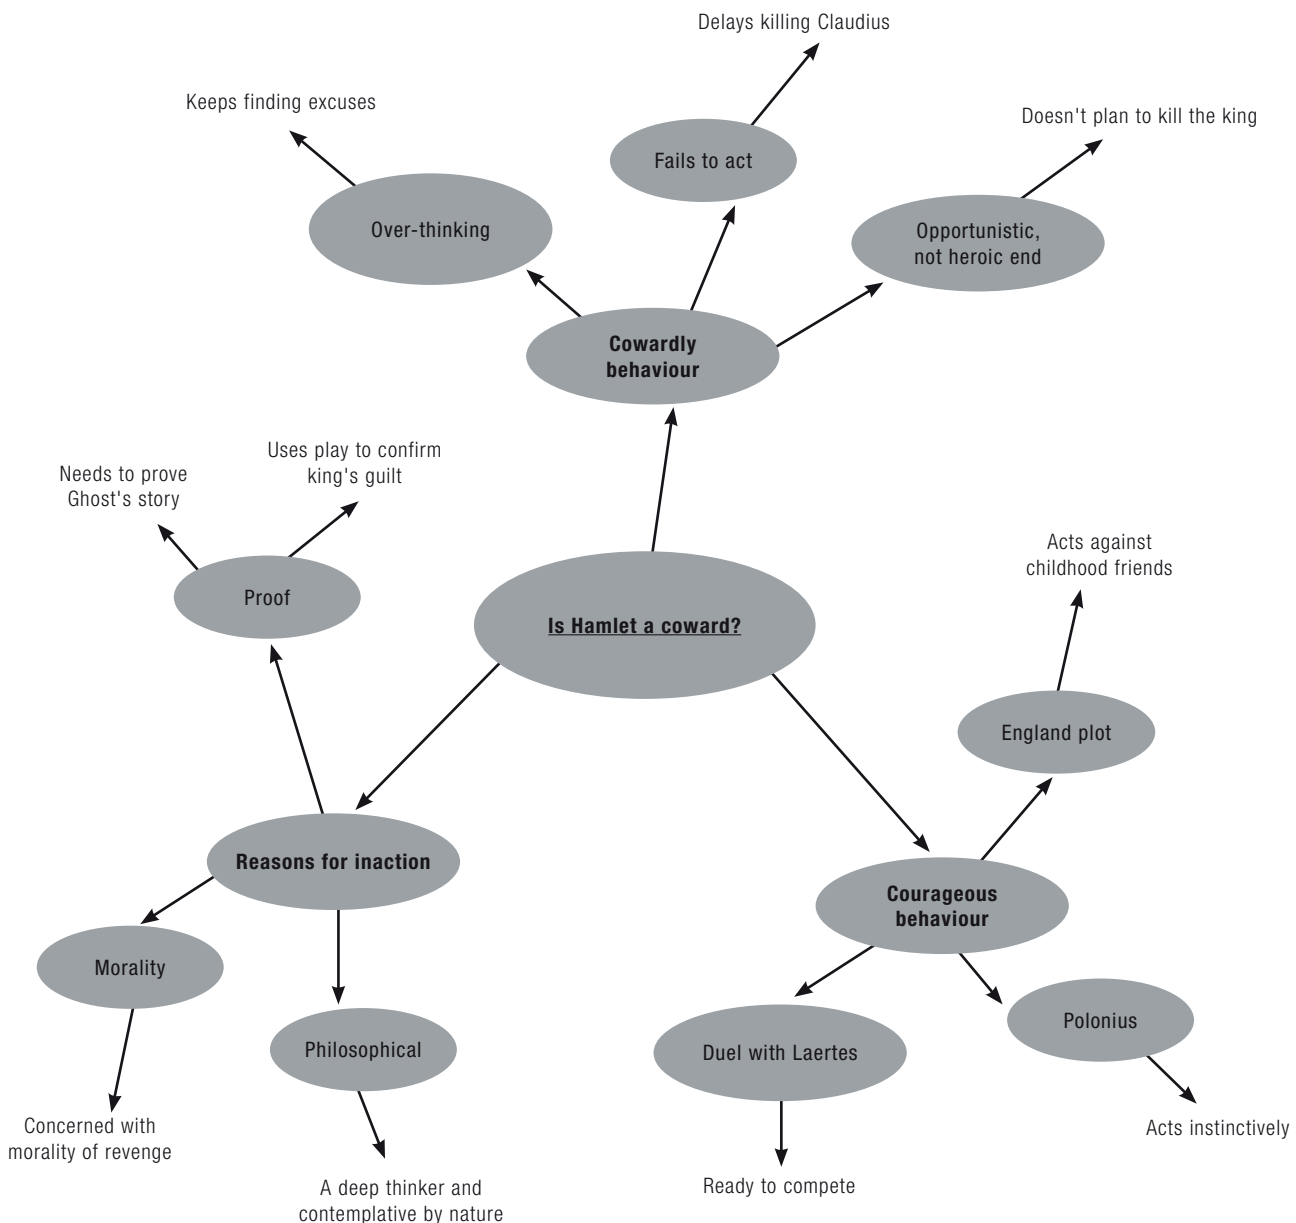 Delays killing Claudius
Keeps finding excuses
Doesn't plan to kill the king
Fails to act
Over-thinking
Opportunistic,
not heroic end
Cowardly
behaviour
Uses play to confirm
king's guilt
Needs to prove
Ghost's story
Proof
Acts against
childhood friends
Is Hamlet a coward?
England plot
Reasons for inaction
Courageous
behaviour
Morality
Philosophical
Duel with Laertes
Polonius
Concerned with
morality of revenge
Acts instinctively
A deep thinker and
contemplative by nature
Ready to compete